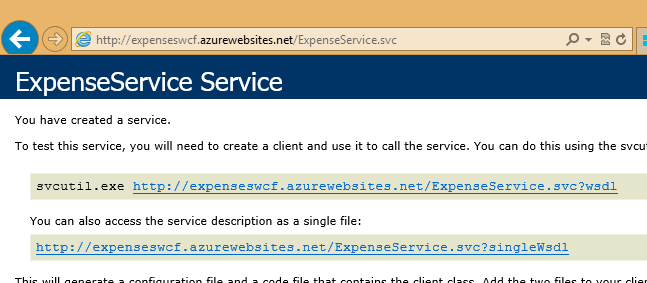 http://expenseswcf.azurewebsites.net/ExpenseService.svc
ExpenseService Service
You have created a service.
To test this service, you will need to create a client and use it to call the service. You can do this using the
svcutil.exe http://expenseswcf.azurewebsites.net/ExpenseService.svc?wsdl
You can also access the service description as a single file:
http://expenseswcf.azurewebsites.net/ExpenseService.svc?singleWsdl
This will generate a configuration file and a code file that contains the client class. Add the two files to your